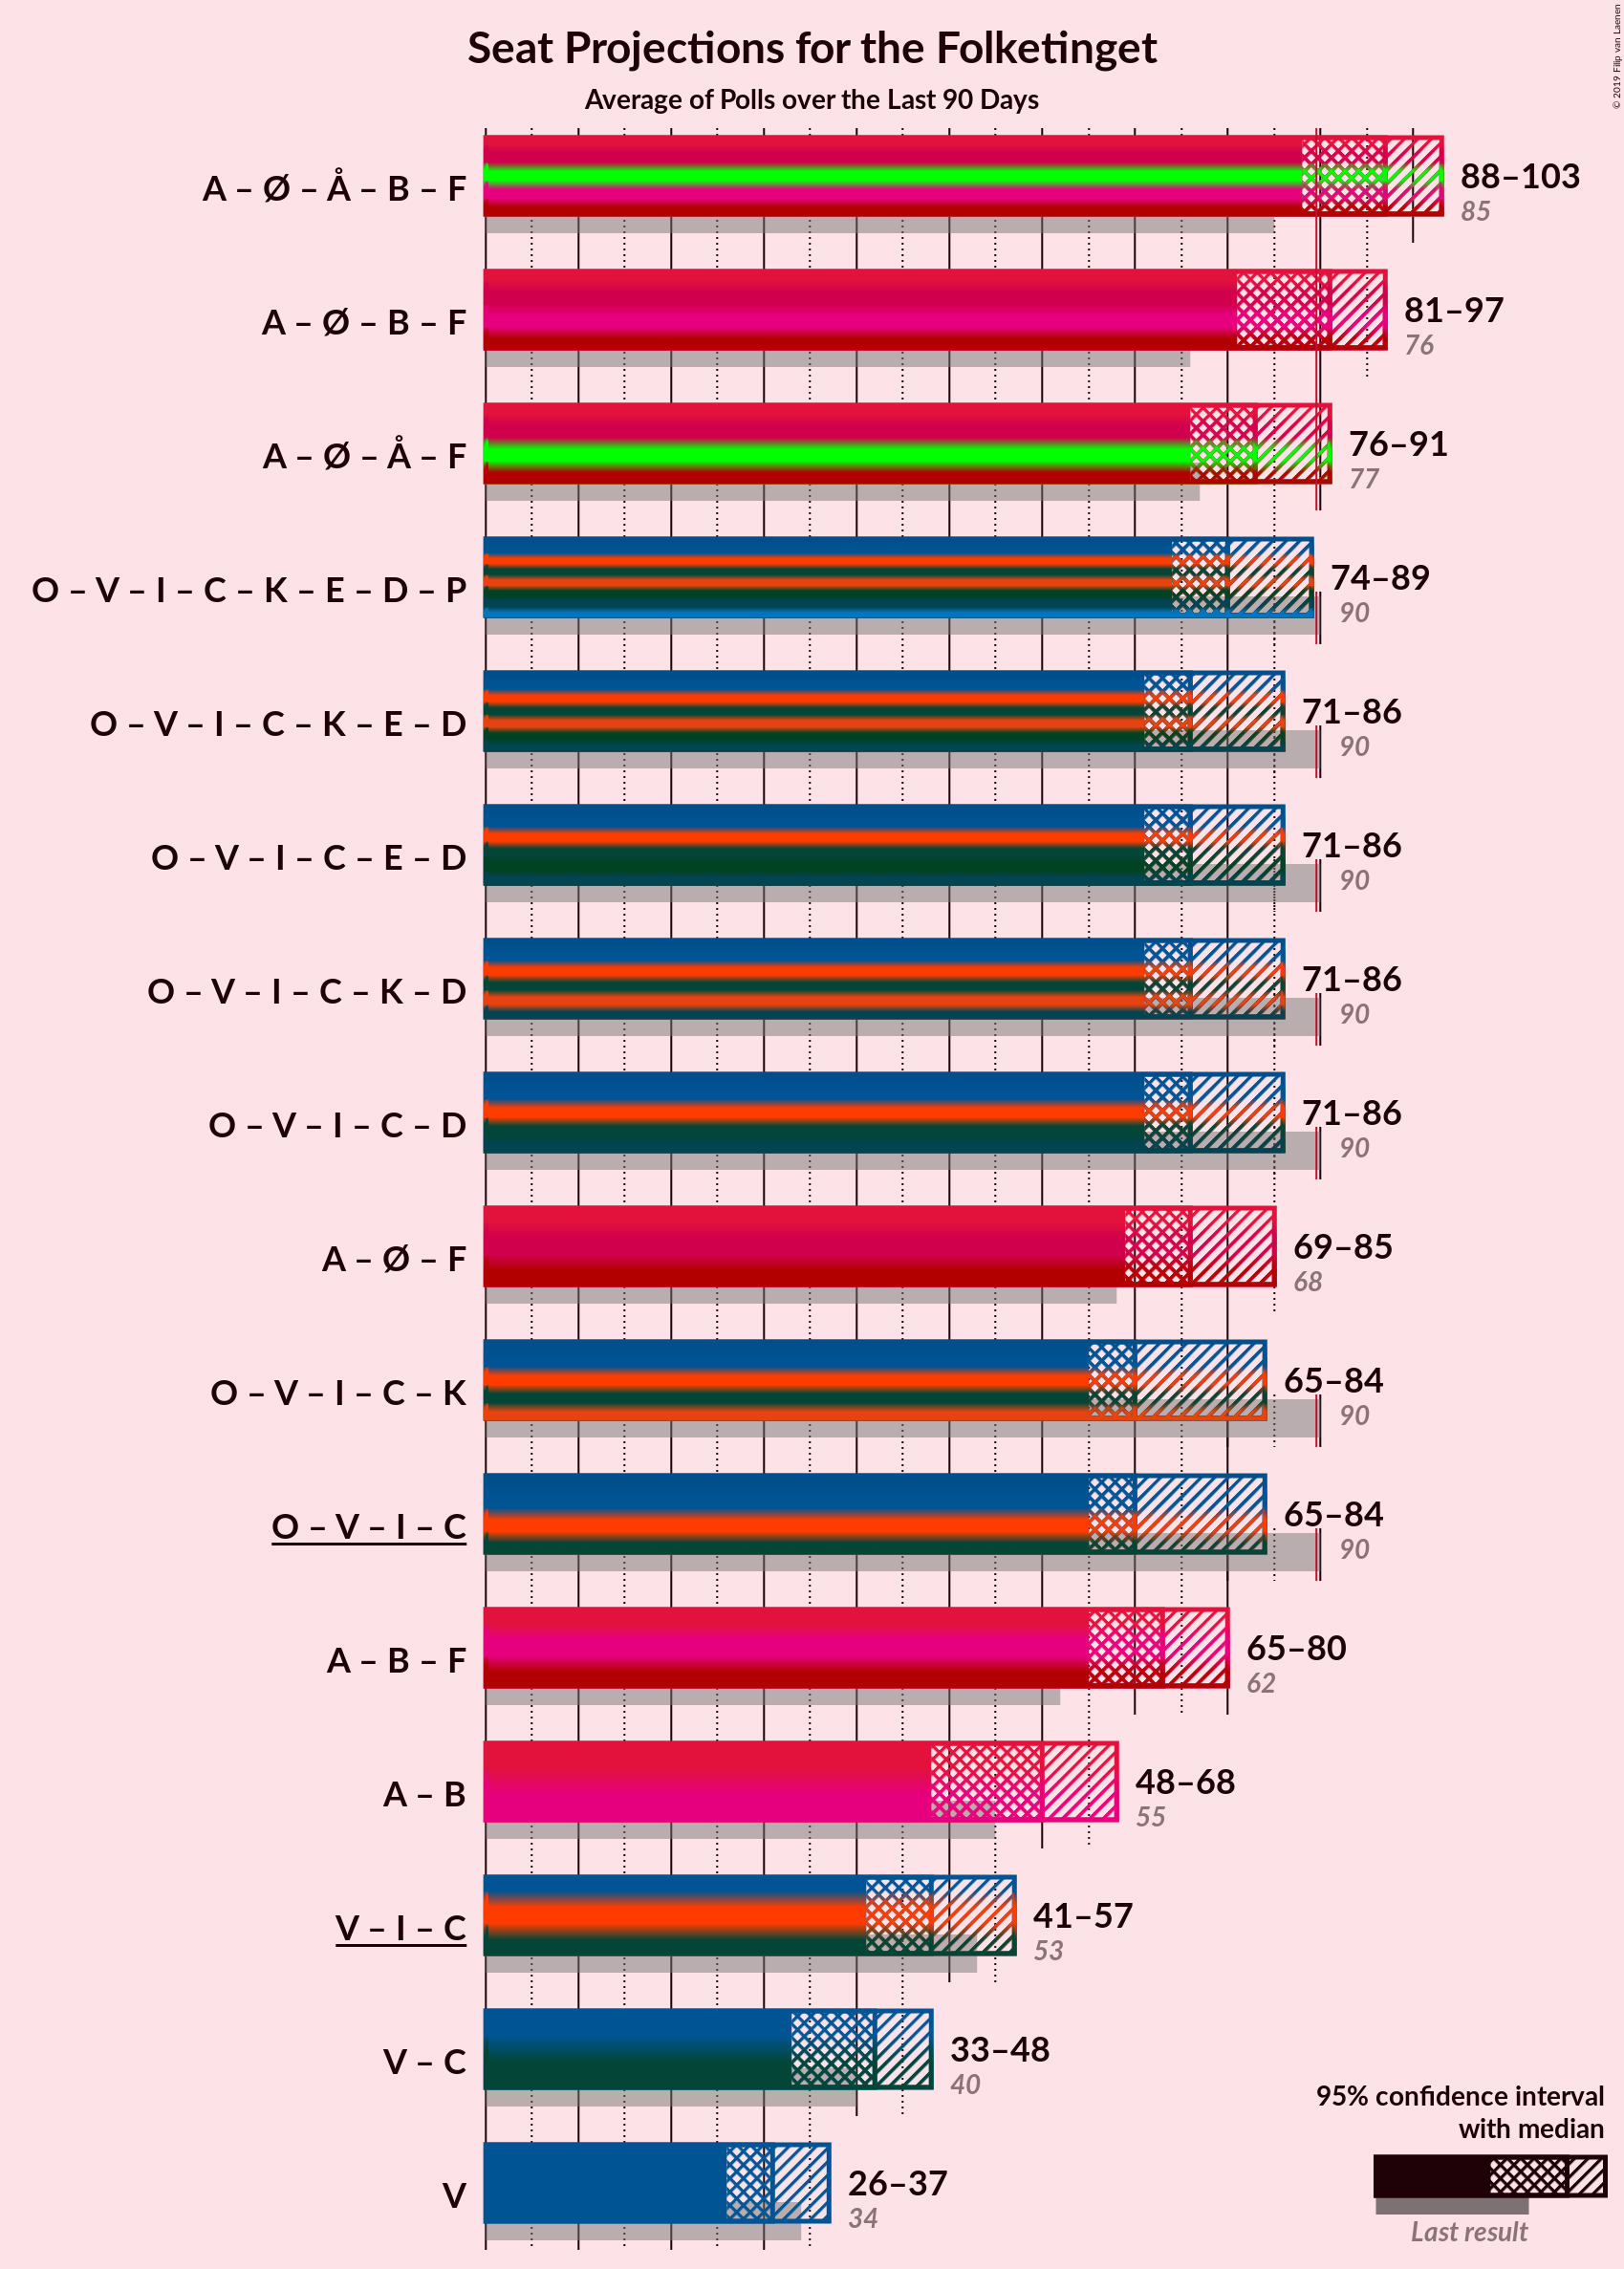 Seat Projections for the Folketinget
Average of Polls over the Last 90 Days
© 2019 Filip van Laenen
A – Ø – Å – B – F
88–103
85
A – Ø – B – F
81–97
76
A – Ø – Å – F
76–91
77
O – V – I – C – K – E – D – P
74–89
90
O – V – I – C – K – E – D
71–86
90
O – V – I – C – E – D
71–86
90
O – V – I – C – K – D
71–86
90
O – V – I – C – D
71–86
90
A – Ø – F
69–85
68
O – V – I – C – K
65–84
90
O – V – I – C
65–84
90
A – B – F
65–80
62
A – B
48–68
55
V – I – C
41–57
53
V – C
33–48
40
V
26–37
34
95% confidence interval
with median
Last result